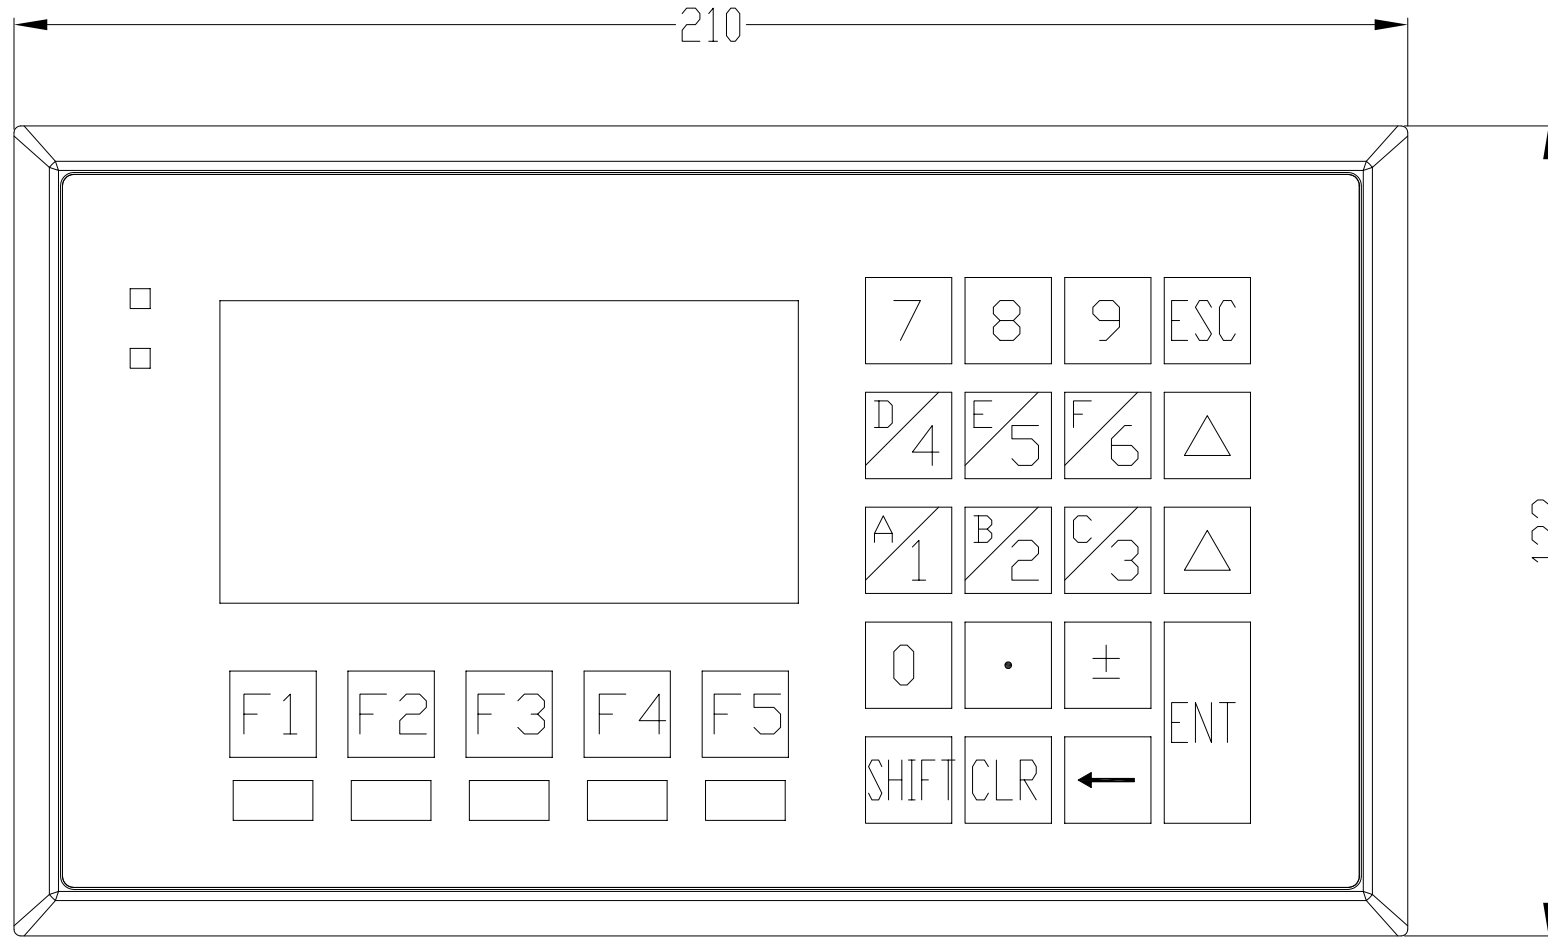 210
7 8 9 ESC
D/4 E/5 F/6
A/1 B/2 C/3
0 . ±
F1 F2 F3 F4 F5
ENT
SHIFT CLR ←